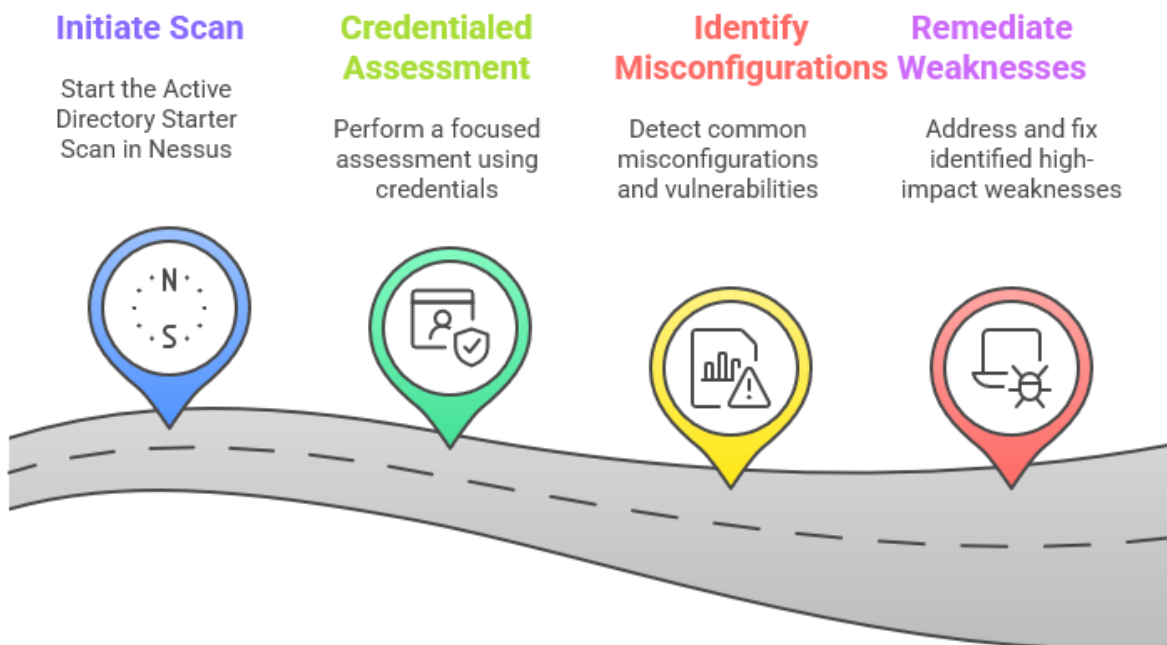 Initiate Scan
Start the Active
Directory Starter
Scan in Nessus
Credentialed
Assessment
Perform a focused
assessment using
credentials
Identify
Misconfigurations
Detect common
misconfigurations
and vulnerabilities
Remediate
Weaknesses
Address and fix
identified high-
impact weaknesses
N
S